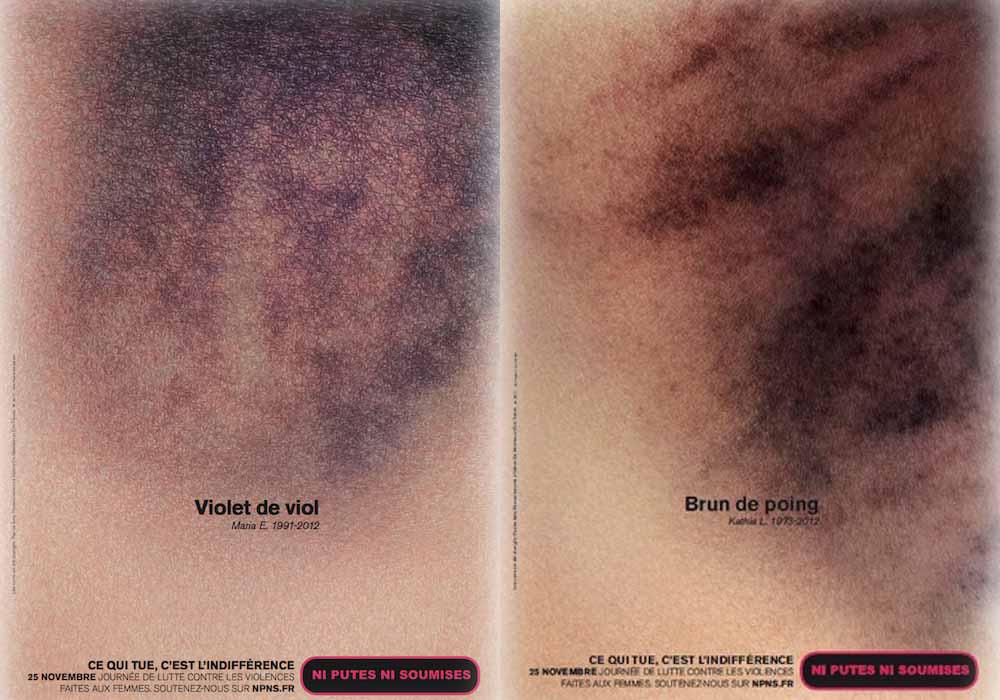 Violet de viol
Maria E. 1991-2012
CE QUI TUE, C'EST L'INDIFFÉRENCE
25 NOVEMBRE JOURNÉE DE LUTTE CONTRE LES VIOLENCES
FAITES AUX FEMMES. SOUTENEZ-NOUS SUR NPNS.FR
NI PUTES NI SOUMISES
Brun de poing
Kathia L. 1973-2012
CE QUI TUE, C'EST L'INDIFFÉRENCE
25 NOVEMBRE JOURNÉE DE LUTTE CONTRE LES VIOLENCES
FAITES AUX FEMMES. SOUTENEZ-NOUS SUR NPNS.FR
NI PUTES NI SOUMISES